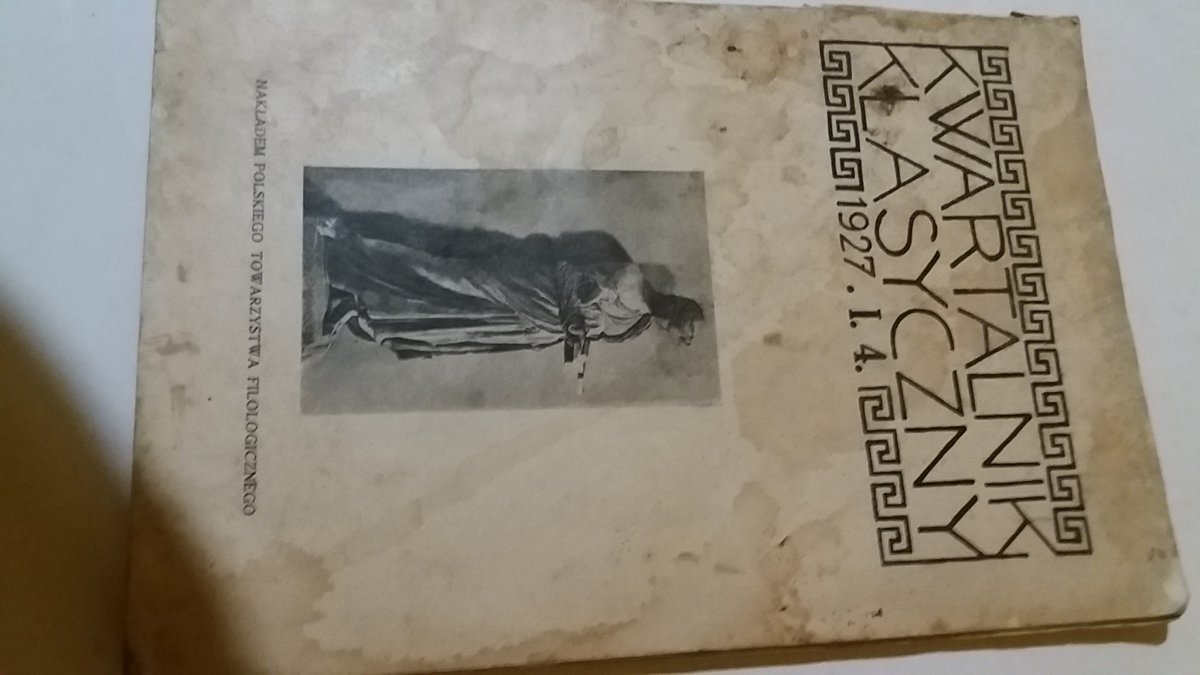 KWARTALNIK
KLASYCZNY
1927. I. 4.
NAKŁADEM POLSKIEGO TOWARZYSTWA FILOLOGICZNEGO